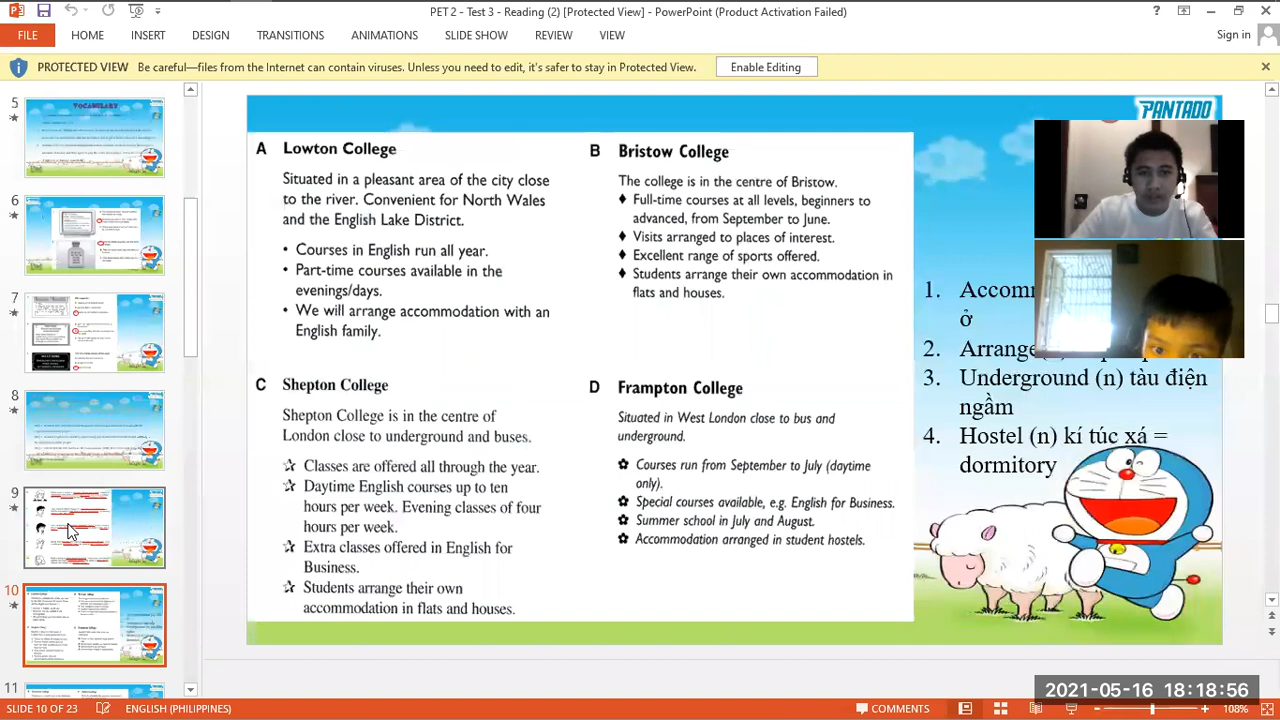 PET 2 - Test 3 - Reading (2) [Protected View] - PowerPoint (Product Activation Failed)
FILE HOME INSERT DESIGN TRANSITIONS ANIMATIONS SLIDE SHOW REVIEW VIEW Sign in
PROTECTED VIEW Be careful—files from the Internet can contain viruses. Unless you need to edit, it's safer to stay in Protected View. Enable Editing
5
VOCABULARY
6
7
8
9
10
11
PANTADO
A Lowton College
Situated in a pleasant area of the city close
to the river. Convenient for North Wales
and the English Lake District.
• Courses in English run all year.
• Part-time courses available in the
evenings/days.
• We will arrange accommodation with an
English family.
B Bristow College
The college is in the centre of Bristow.
♦ Full-time courses at all levels, beginners to
advanced, from September to June.
♦ Visits arranged to places of interest.
♦ Excellent range of sports offered.
♦ Students arrange their own accommodation in
flats and houses.
C Shepton College
Shepton College is in the centre of
London close to underground and buses.
☆ Classes are offered all through the year.
☆ Daytime English courses up to ten
hours per week. Evening classes of four
hours per week.
☆ Extra classes offered in English for
Business.
☆ Students arrange their own
accommodation in flats and
D Frampton College
Situated in West London close to bus and
underground.
✿ Courses run from September to July (daytime
only).
✿ Special courses available, e.g. English for Business.
✿ Summer school in July and August.
✿ Accommodation arranged in student hostels.
1. Accom
ở
2. Arrange
3. Underground (n) tàu điện
ngầm
4. Hostel (n) kí túc xá =
dormitory
2021-05-16 18:18:56
SLIDE 10 OF 23 ENGLISH (PHILIPPINES) COMMENTS 108%